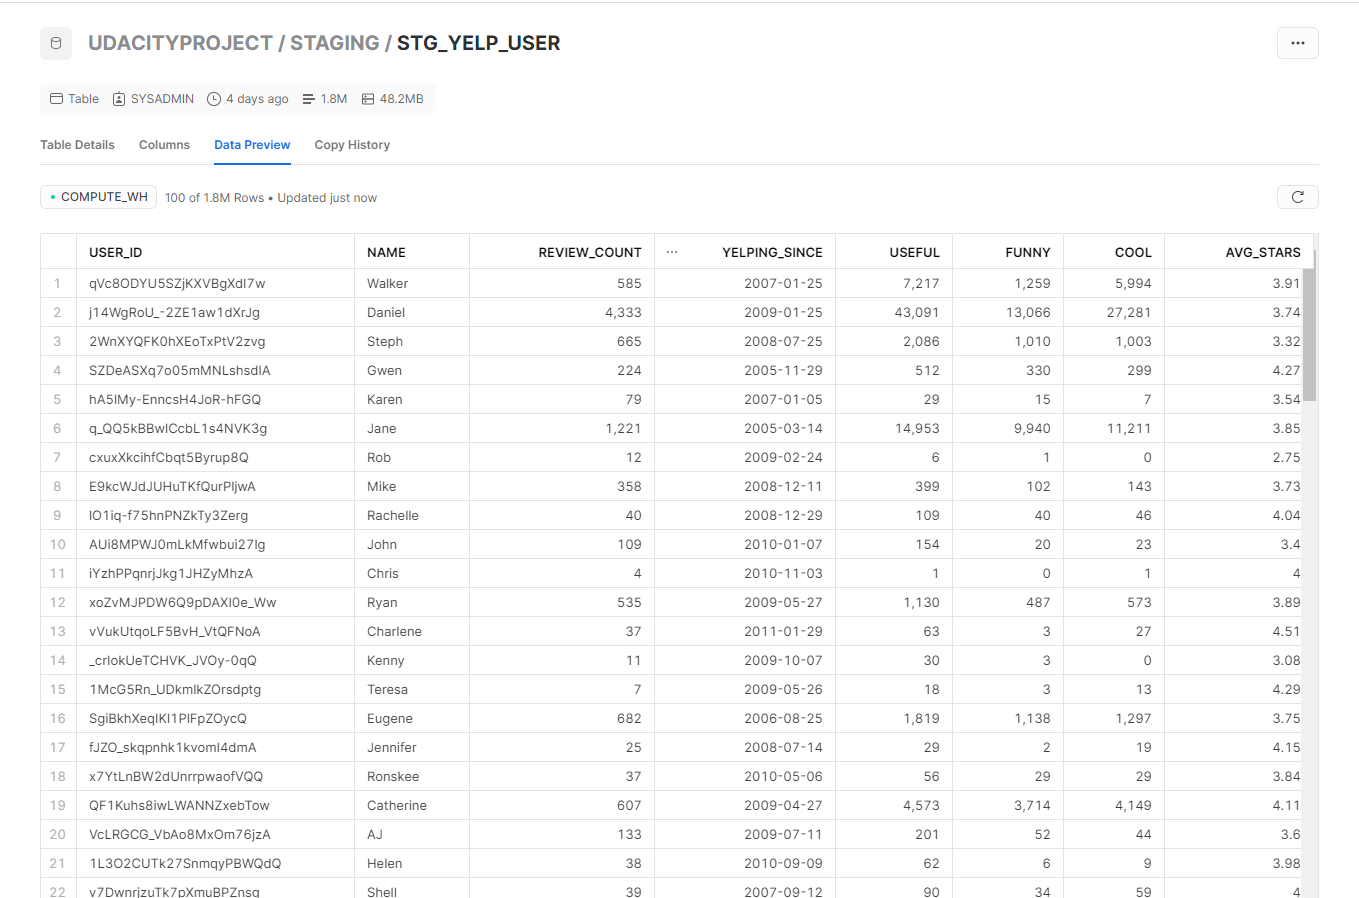 UDACITYPROJECT / STAGING / STG_YELP_USER
Table SYSADMIN 4 days ago 1.8M 48.2MB
Table Details Columns Data Preview Copy History
COMPUTE_WH 100 of 1.8M Rows • Updated just now
USER_ID NAME REVIEW_COUNT ... YELPING_SINCE USEFUL FUNNY COOL AVG_STARS
1 qVc8ODYU5SZjKXVBgXdI7w Walker 585 2007-01-25 7,217 1,259 5,994 3.91
2 j14WgRoU_-2ZE1aw1dXrJg Daniel 4,333 2009-01-25 43,091 13,066 27,281 3.74
3 2WnXYQFK0hXEoTxPtV2zvg Steph 665 2008-07-25 2,086 1,010 1,003 3.32
4 SZDeASXq7o05mMNLshsdIA Gwen 224 2005-11-29 512 330 299 4.27
5 hA5lMy-EnncsH4JoR-hFGQ Karen 79 2007-01-05 29 15 7 3.54
6 q_QQ5kBBwlCcbL1s4NVK3g Jane 1,221 2005-03-14 14,953 9,940 11,211 3.85
7 cxuxXkcihfCbqt5Byrup8Q Rob 12 2009-02-24 6 1 0 2.75
8 E9kcWJdJUHuTKfQurPljwA Mike 358 2008-12-11 399 102 143 3.73
9 lO1iq-f75hnPNZkTy3Zerg Rachelle 40 2008-12-29 109 40 46 4.04
10 AUi8MPWJ0mLkMfwbui27lg John 109 2010-01-07 154 20 23 3.4
11 iYzhPPqnrjJkg1JHZyMhzA Chris 4 2010-11-03 1 0 1 4
12 xoZvMJPDW6Q9pDAXI0e_Ww Ryan 535 2009-05-27 1,130 487 573 3.89
13 vVukUtqoLF5BvH_VtQFNoA Charlene 37 2011-01-29 63 3 27 4.51
14 _crIokUeTCHVK_JVOy-0qQ Kenny 11 2009-10-07 30 3 0 3.08
15 1McG5Rn_UDkmlkZOrsdptg Teresa 7 2009-05-26 18 3 13 4.29
16 SgiBkhXeqIKl1PlFpZOycQ Eugene 682 2006-08-25 1,819 1,138 1,297 3.75
17 fJZO_skqpnhk1kvomI4dmA Jennifer 25 2008-07-14 29 2 19 4.15
18 x7YtLnBW2dUnrrpwaofVQQ Ronskee 37 2010-05-06 56 29 29 3.84
19 QF1Kuhs8iwLWANNZxebTow Catherine 607 2009-04-27 4,573 3,714 4,149 4.11
20 VcLRGCG_VbAo8MxOm76jzA AJ 133 2009-07-11 201 52 44 3.6
21 1L3O2CUTk27SnmqyPBWQdQ Helen 38 2010-09-09 62 6 9 3.98
22 v7DwnrjzuTk7pXmuBPZnsg Shell 39 2007-09-12 90 34 59 4